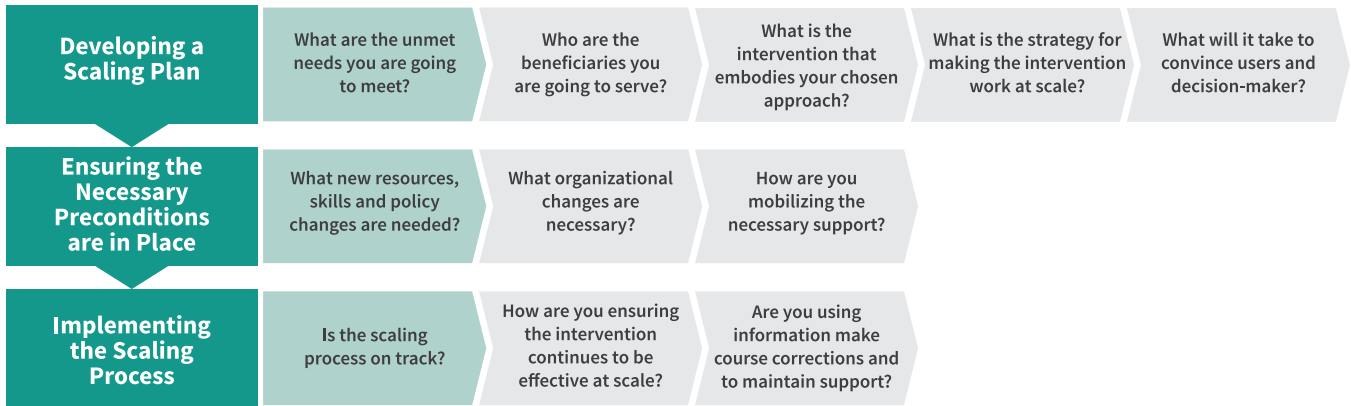 Developing a
Scaling Plan
What are the unmet
needs you are going
to meet?
Who are the
beneficiaries you
are going to serve?
What is the
intervention that
embodies your chosen
approach?
What is the strategy for
making the intervention
work at scale?
What will it take to
convince users and
decision-maker?
Ensuring the
Necessary
Preconditions
are in Place
What new resources,
skills and policy
changes are needed?
What organizational
changes are
necessary?
How are you
mobilizing the
necessary support?
Implementing
the Scaling
Process
Is the scaling
process on track?
How are you ensuring
the intervention
continues to be
effective at scale?
Are you using
information make
course corrections and
to maintain support?